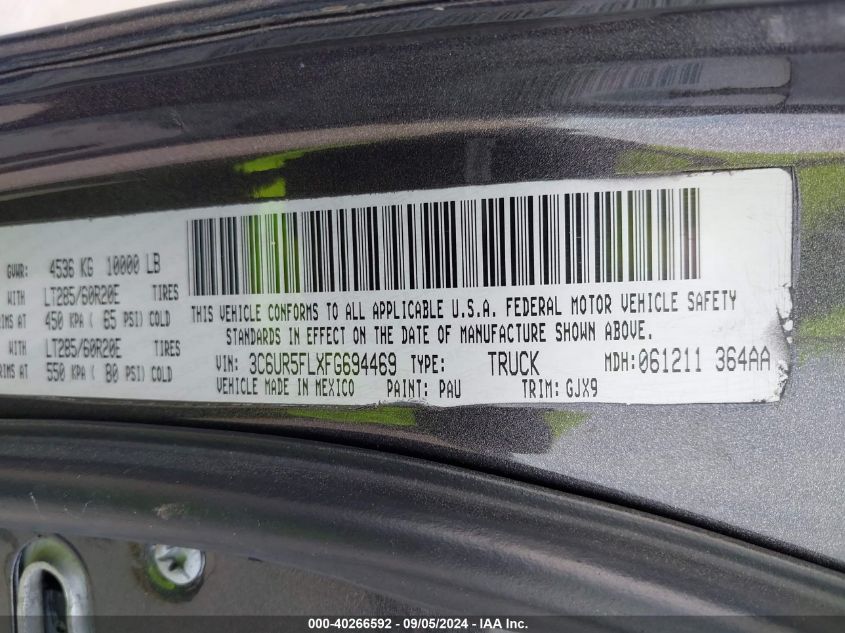 GVWR: 4536 KG 10000 LB
WITH LT285/60R20E TIRES
IMS AT 450 KPA ( 65 PSI) COLD
WITH LT285/60R20E TIRES
IMS AT 550 KPA ( 80 PSI) COLD
THIS VEHICLE CONFORMS TO ALL APPLICABLE U.S.A. FEDERAL MOTOR VEHICLE SAFETY
STANDARDS IN EFFECT ON THE DATE OF MANUFACTURE SHOWN ABOVE.
VIN: 3C6UR5FLXFG694469 TYPE: TRUCK MDH:061211 364AA
VEHICLE MADE IN MEXICO PAINT: PAU TRIM: GJX9
000-40266592 - 09/05/2024 - IAA Inc.